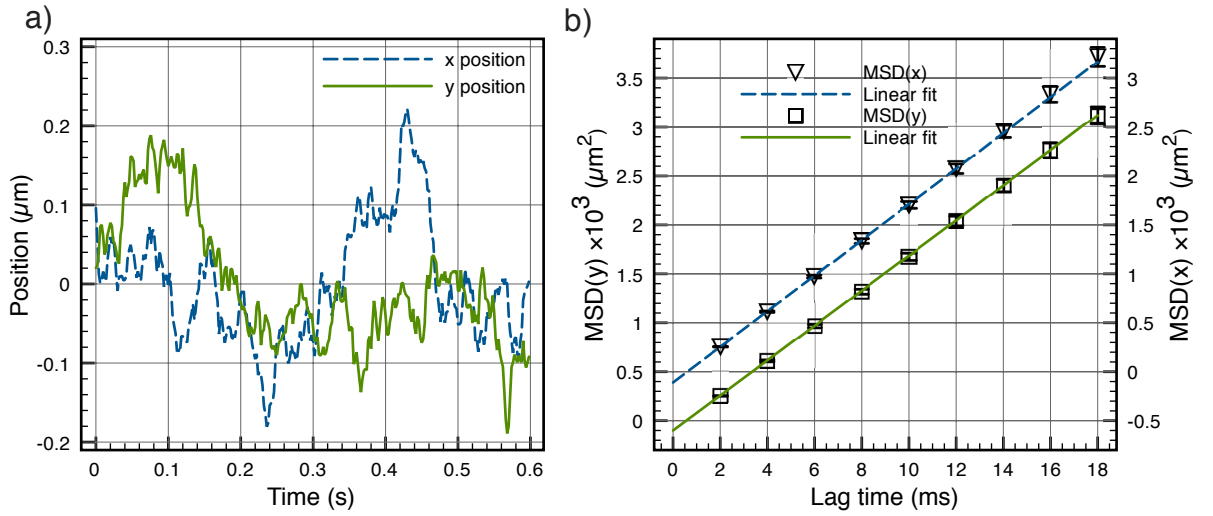 a)
0.3
0.2
0.1
0
-0.1
-0.2
Position (µm)
x position
y position
0 0.1 0.2 0.3 0.4 0.5 0.6
Time (s)
b)
3.5
3
2.5
2
1.5
1
0.5
0
MSD(y) ×10³ (µm²)
MSD(x)
Linear fit
MSD(y)
Linear fit
3
2.5
2
1.5
1
0.5
0
-0.5
MSD(x) ×10³ (µm²)
0 2 4 6 8 10 12 14 16 18
Lag time (ms)